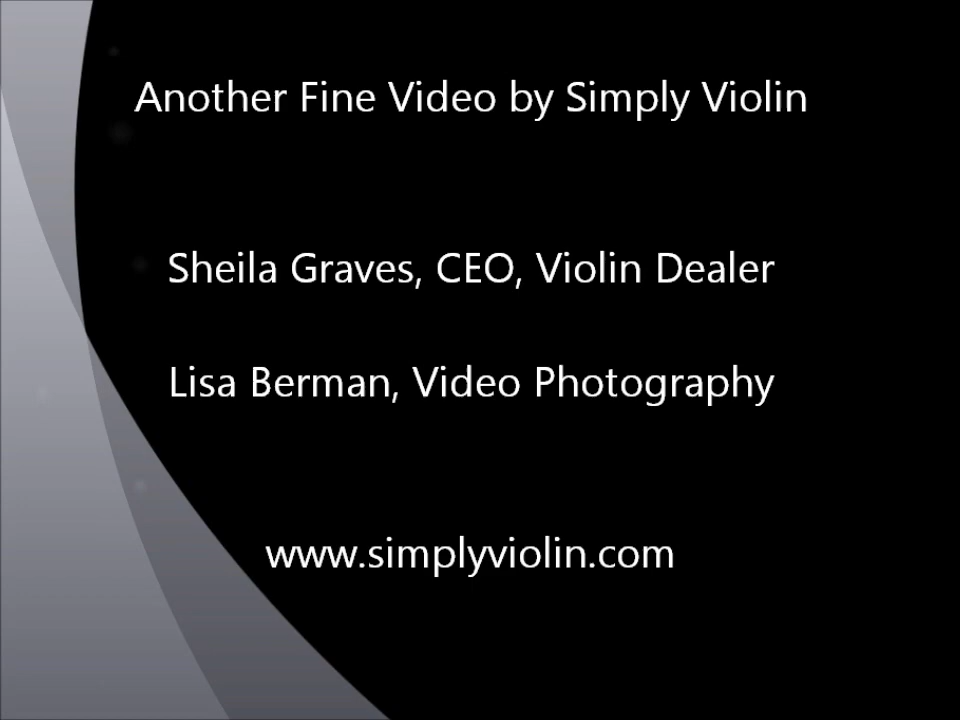 Another Fine Video by Simply Violin
Sheila Graves, CEO, Violin Dealer
Lisa Berman, Video Photography
www.simplyviolin.com